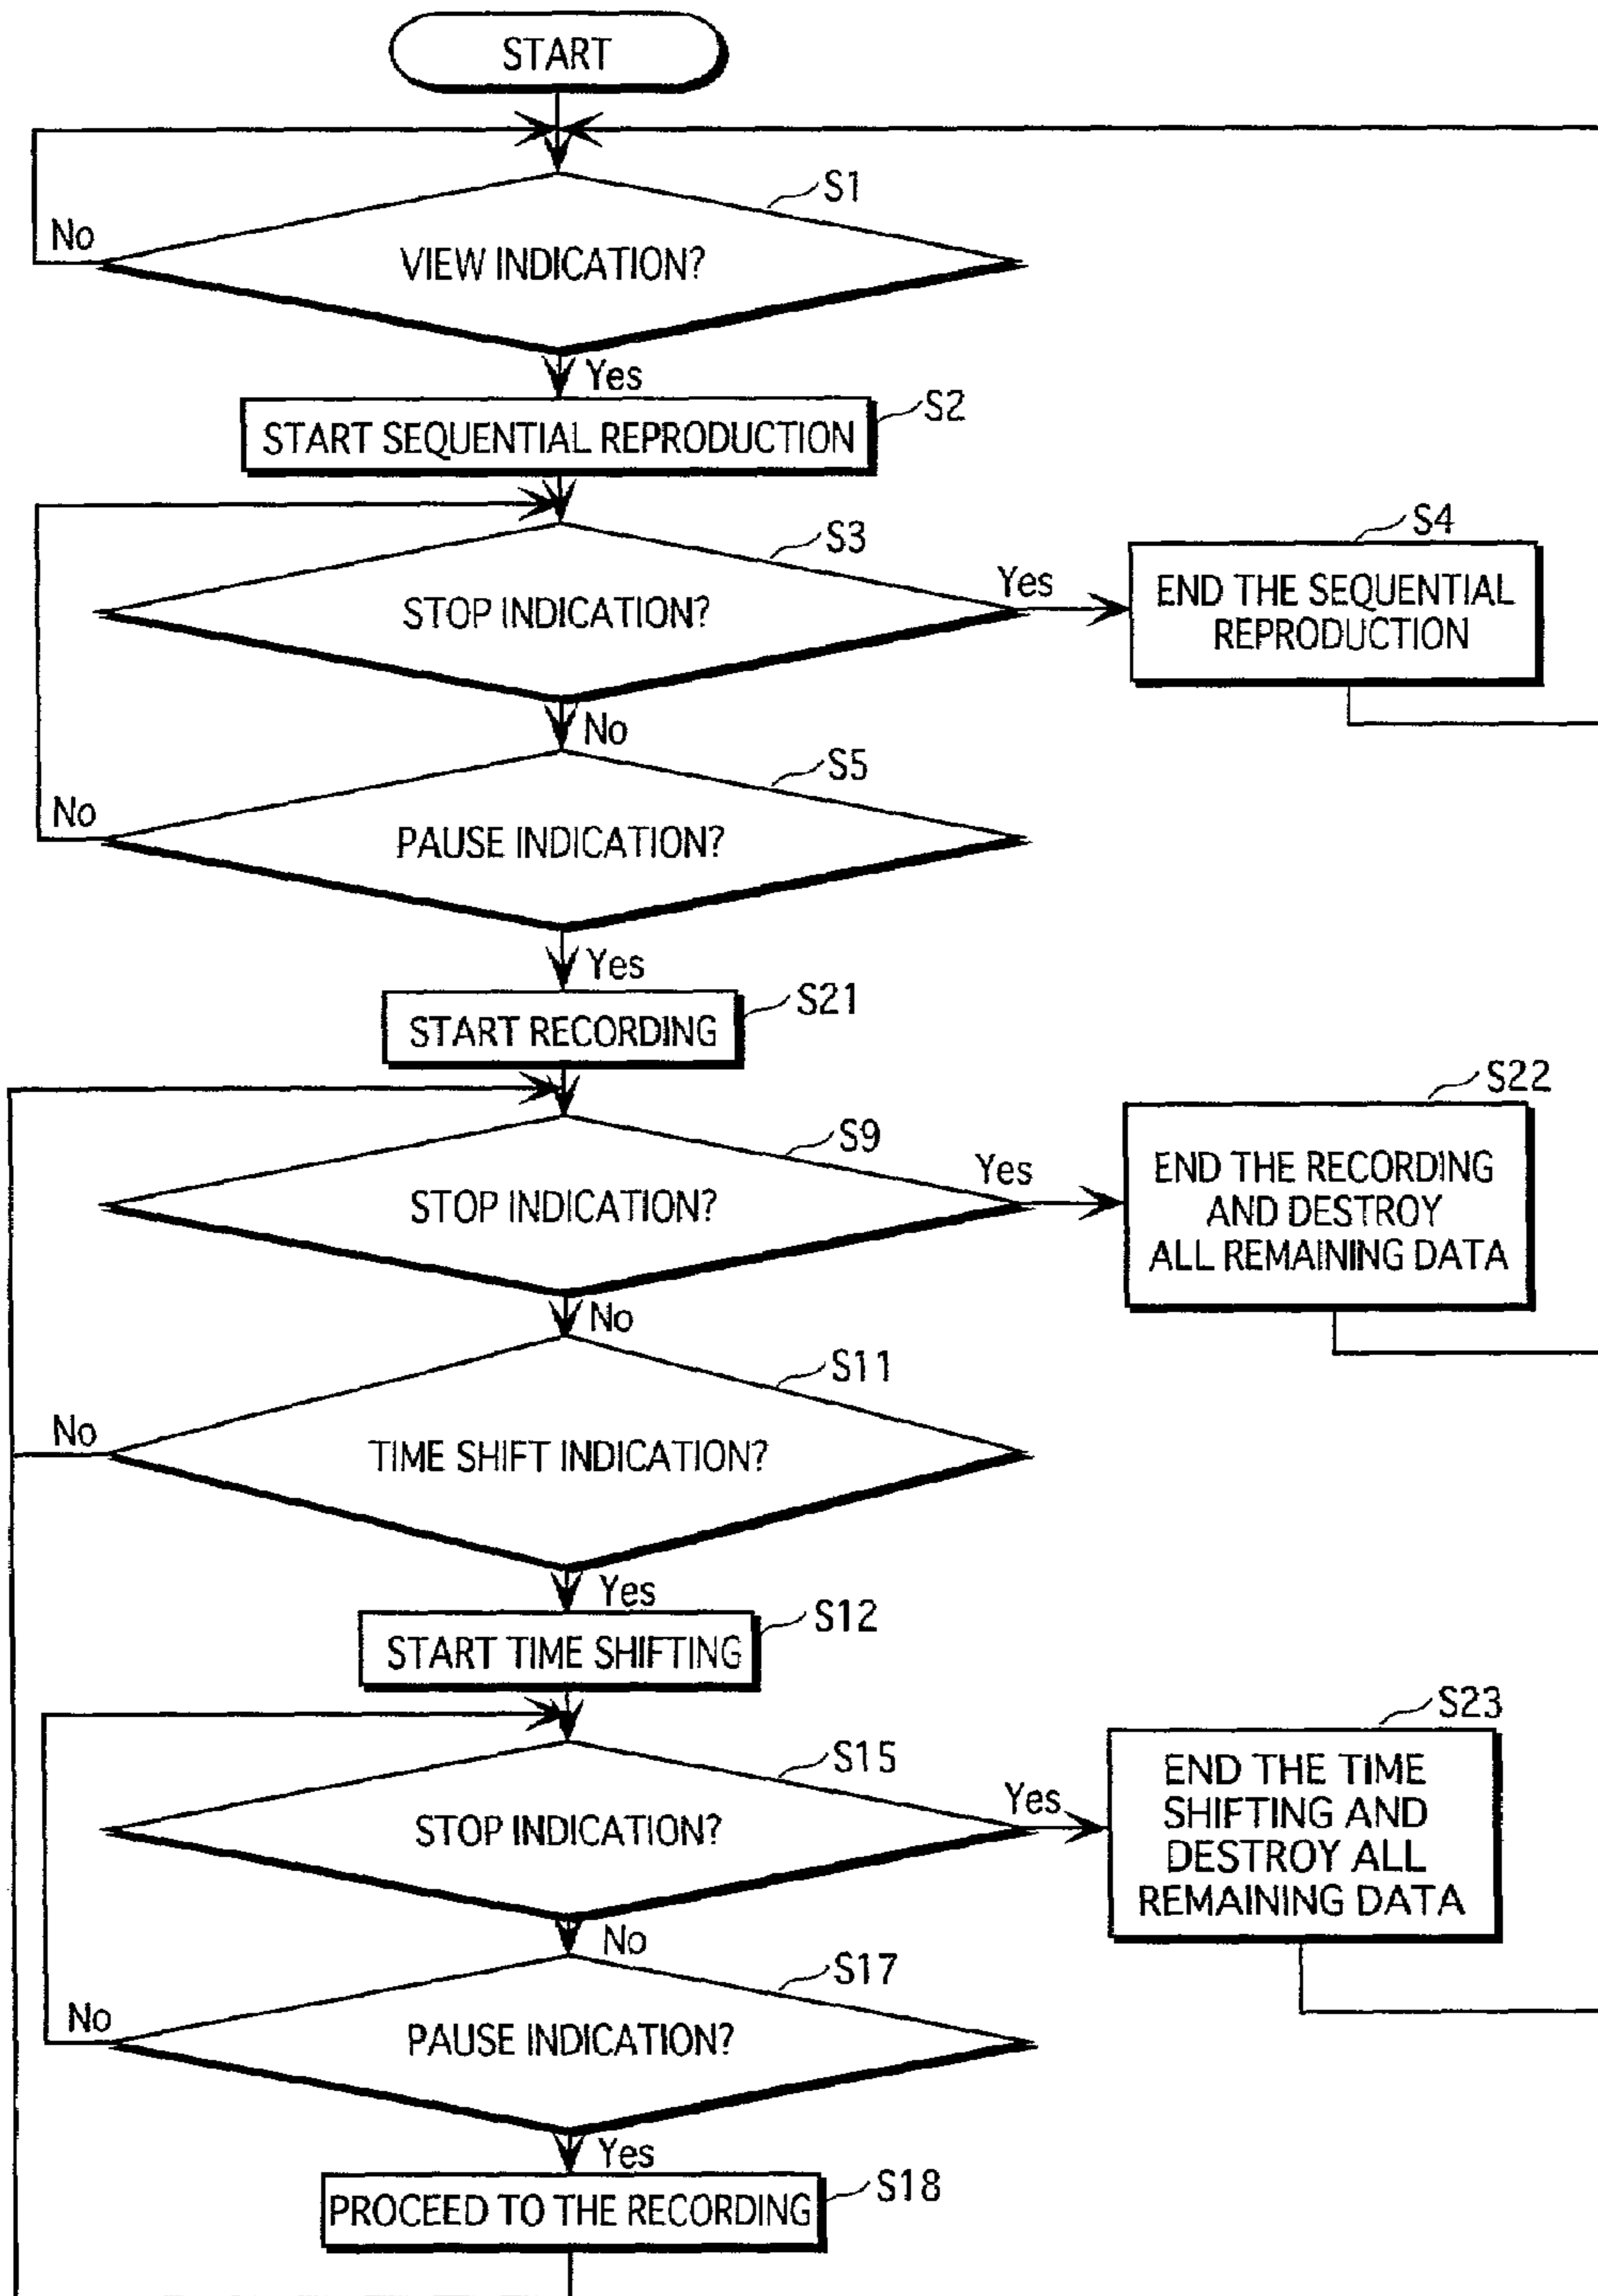 START
S1
No
VIEW INDICATION?
Yes
S2
START SEQUENTIAL REPRODUCTION
S3
STOP INDICATION?
Yes
S4
END THE SEQUENTIAL
REPRODUCTION
No
S5
No
PAUSE INDICATION?
Yes
S21
START RECORDING
S9
STOP INDICATION?
Yes
S22
END THE RECORDING
AND DESTROY
ALL REMAINING DATA
No
S11
No
TIME SHIFT INDICATION?
Yes
S12
START TIME SHIFTING
S15
STOP INDICATION?
Yes
S23
END THE TIME
SHIFTING AND
DESTROY ALL
REMAINING DATA
No
S17
No
PAUSE INDICATION?
Yes
S18
PROCEED TO THE RECORDING